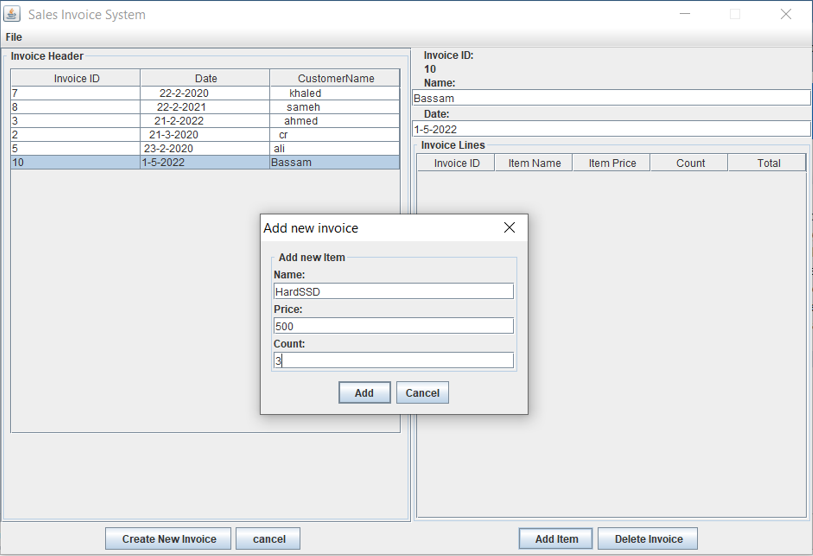 Sales Invoice System
File
Invoice Header
Invoice ID Date CustomerName
7 22-2-2020 khaled
8 22-2-2021 sameh
3 21-2-2022 ahmed
2 21-3-2020 cr
5 23-2-2020 ali
10 1-5-2022 Bassam
Invoice ID:
10
Name:
Bassam
Date:
1-5-2022
Invoice Lines
Invoice ID Item Name Item Price Count Total
Add new invoice
Add new Item
Name:
HardSSD
Price:
500
Count:
3
Add Cancel
Create New Invoice cancel
Add Item Delete Invoice